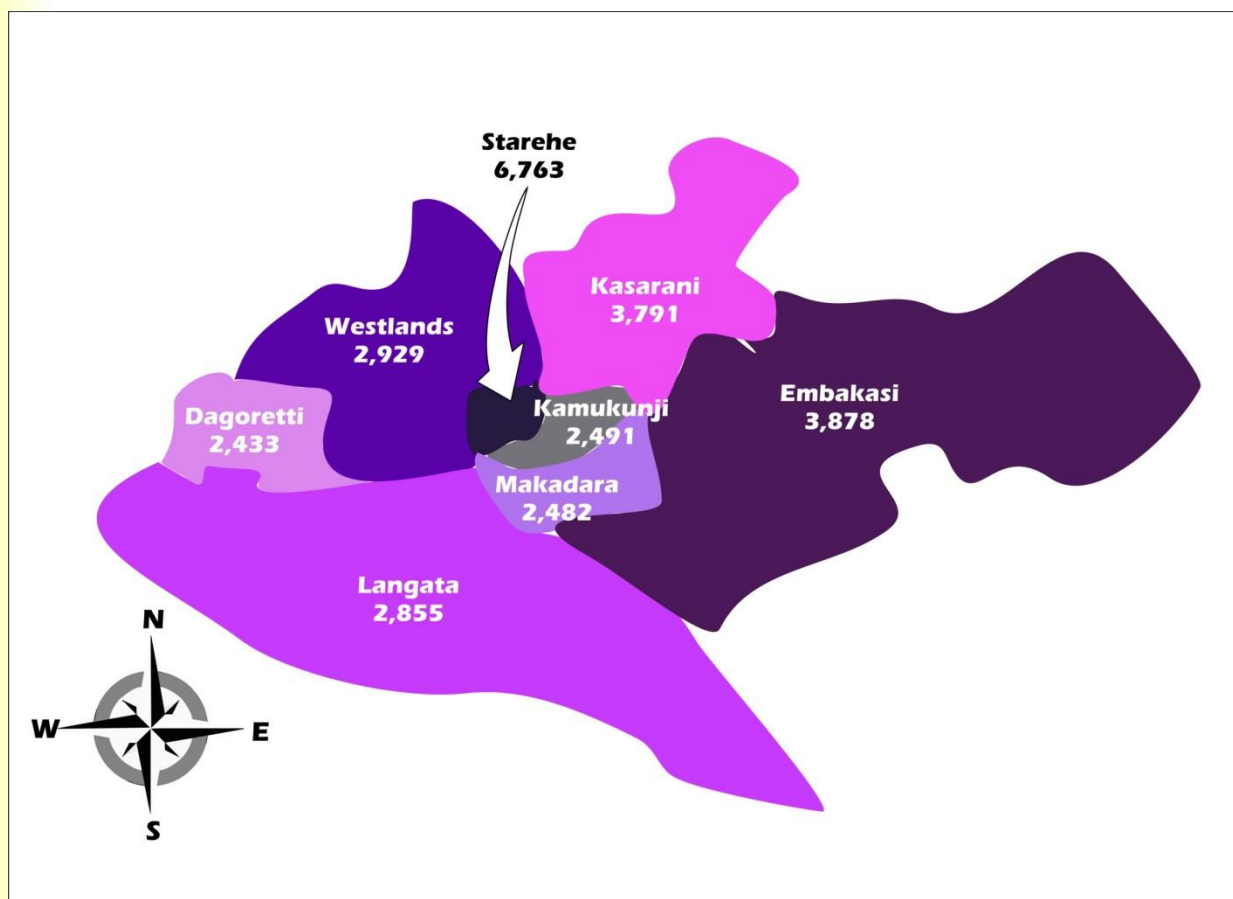 Starehe
6,763
Kasarani
3,791
Westlands
2,929
Embakasi
3,878
Dagoretti
2,433
Kamukunji
2,491
Makadara
2,482
Langata
2,855
N
W
E
S